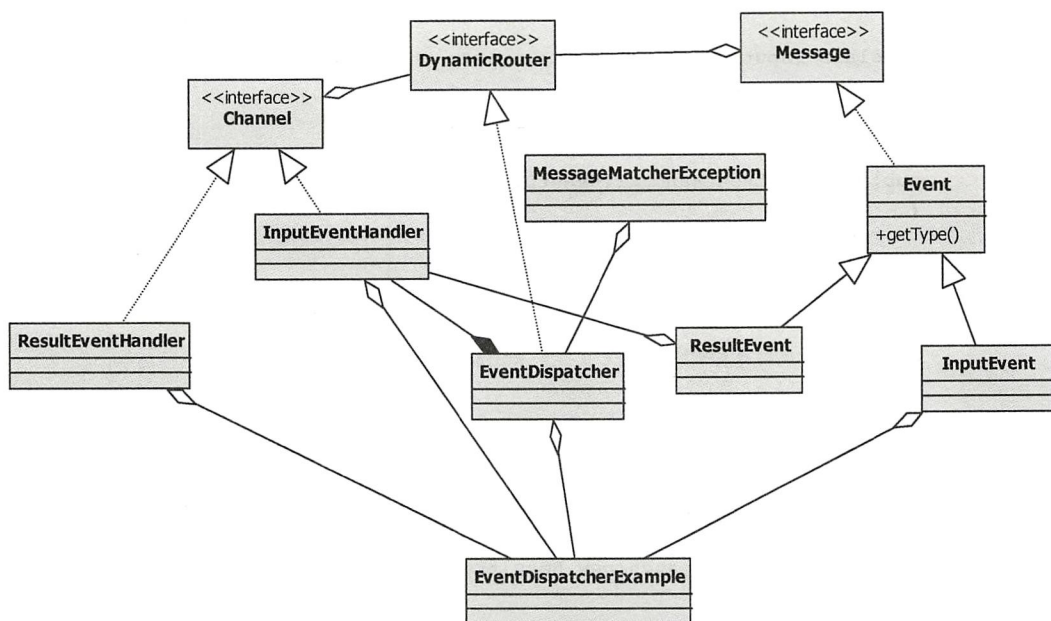 <<interface>>
DynamicRouter
<<interface>>
Message
<<interface>>
Channel
MessageMatcherException
Event
+getType()
InputEventHandler
ResultEventHandler
EventDispatcher
ResultEvent
InputEvent
EventDispatcherExample